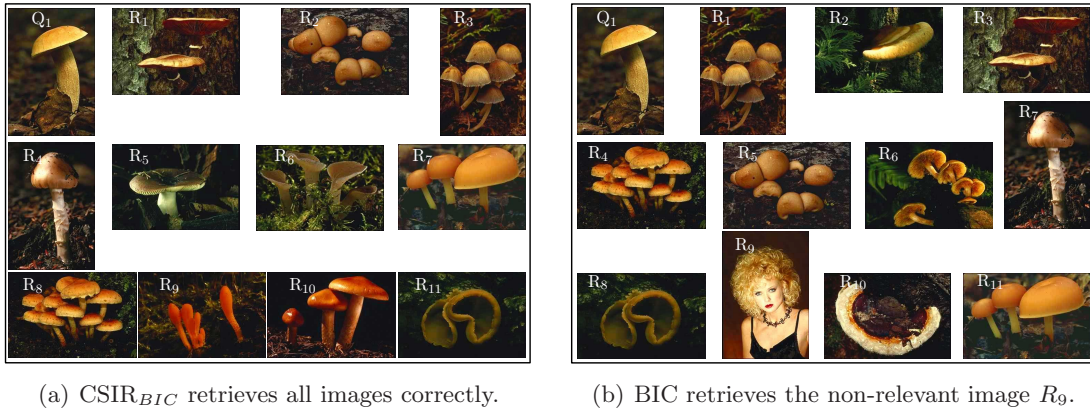 Q1 R1 R2 R3
R4 R5 R6 R7
R8 R9 R10 R11
(a) CSIR_BIC retrieves all images correctly.
Q1 R1 R2 R3
R4 R5 R6 R7
R8 R9 R10 R11
(b) BIC retrieves the non-relevant image R9.